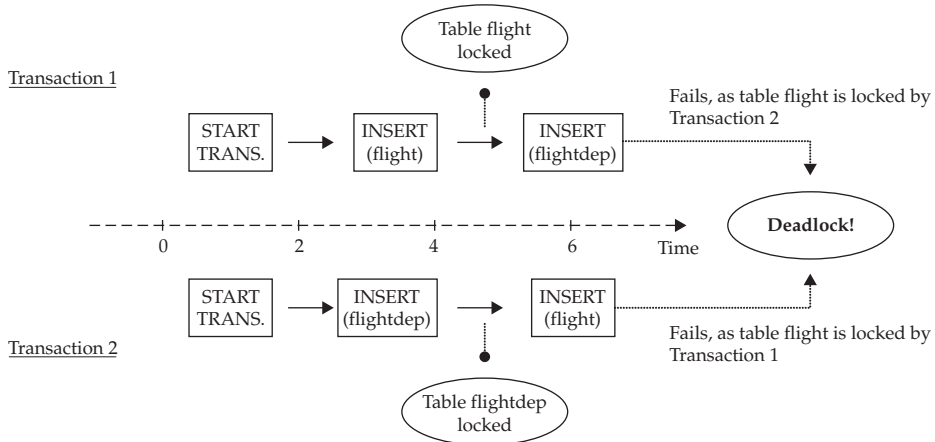 Table flight
locked
Transaction 1
Fails, as table flight is locked by
Transaction 2
START
TRANS.
INSERT
(flight)
INSERT
(flightdep)
Deadlock!
0
2
4
6
Time
START
TRANS.
INSERT
(flightdep)
INSERT
(flight)
Fails, as table flight is locked by
Transaction 1
Transaction 2
Table flightdep
locked